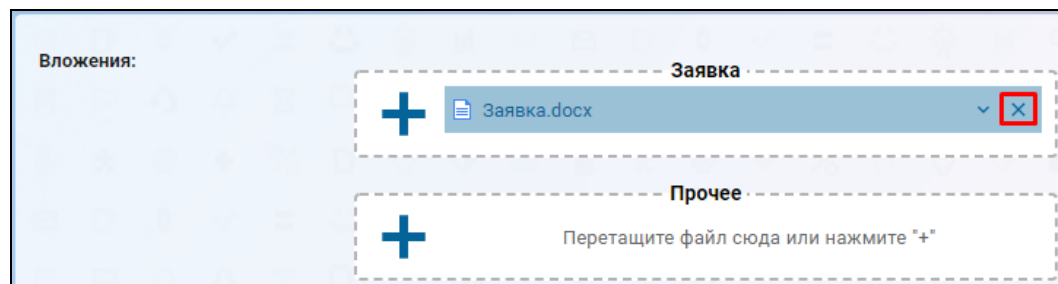 Вложения:
Заявка
Заявка.docx
Прочее
Перетащите файл сюда или нажмите "+"